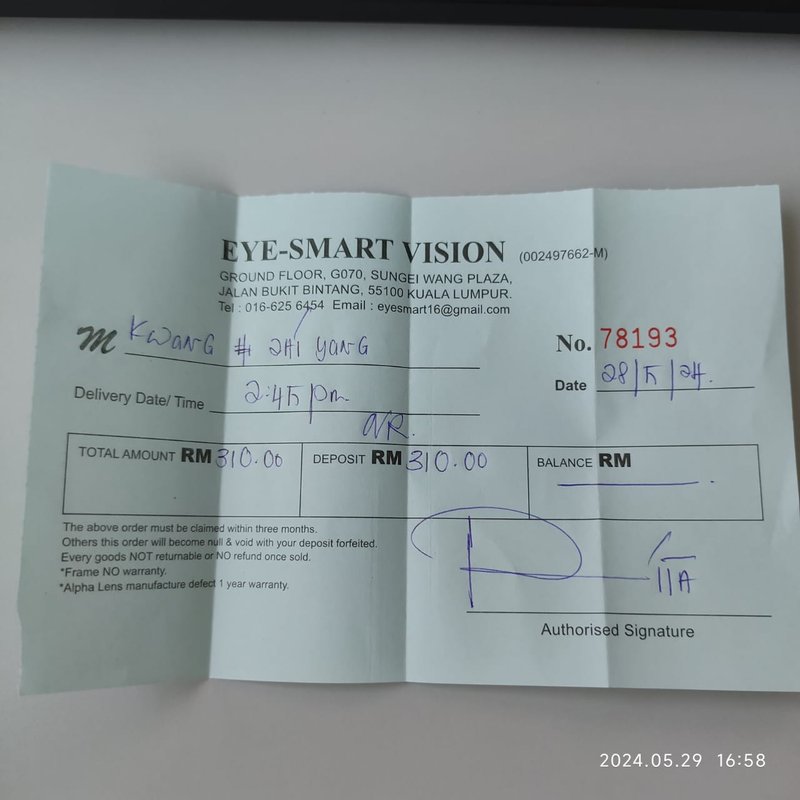 EYE-SMART VISION (002497662-M)
GROUND FLOOR, G070, SUNGEI WANG PLAZA,
JALAN BUKIT BINTANG, 55100 KUALA LUMPUR.
Tel : 016-625 6454 Email : eyesmart16@gmail.com
M KWANG ZHI YANG
No. 78193
Delivery Date/ Time 2:45 pm
Date 28/5/24.
TOTAL AMOUNT RM 310.00 DEPOSIT RM 310.00 BALANCE RM
The above order must be claimed within three months.
Others this order will become null & void with your deposit forfeited.
Every goods NOT returnable or NO refund once sold.
*Frame NO warranty.
*Alpha Lens manufacture defect 1 year warranty.
Authorised Signature
2024.05.29 16:58